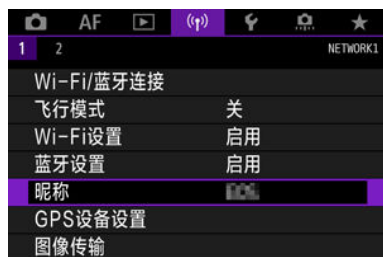 AF
1 2 NETWORK1
Wi-Fi/蓝牙连接
飞行模式 关
Wi-Fi设置 启用
蓝牙设置 启用
昵称
GPS设备设置
图像传输